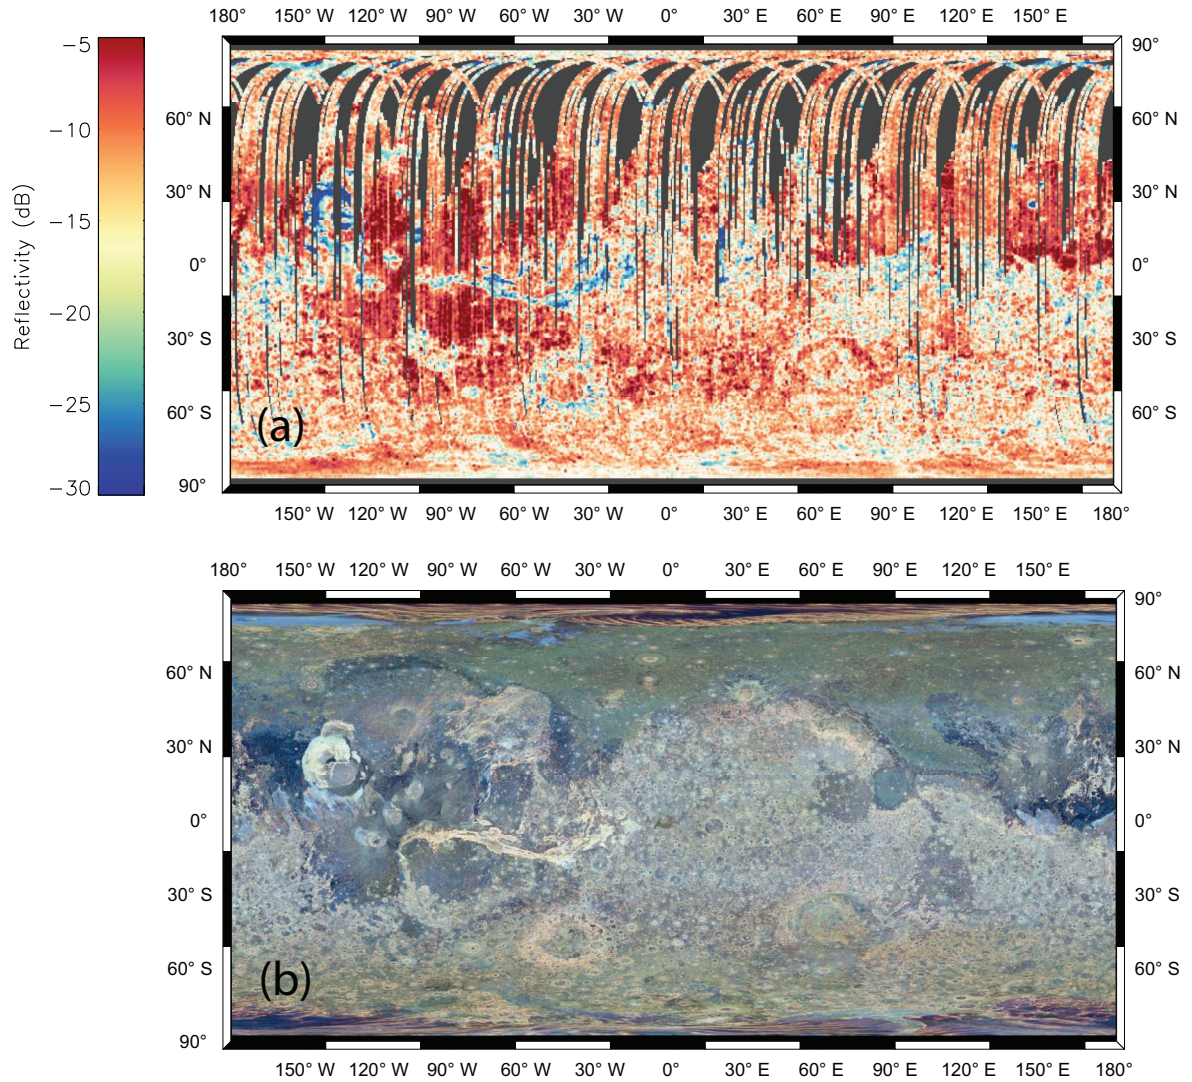 180° 150° W 120° W 90° W 60° W 30° W 0° 30° E 60° E 90° E 120° E 150° E
−5 90°
−10 60° N 60° N
−15 30° N 30° N
Reflectivity (dB)
0° 0°
−20
30° S 30° S
−25
60° S 60° S
(a)
−30 90°
150° W 120° W 90° W 60° W 30° W 0° 30° E 60° E 90° E 120° E 150° E 180°
180° 150° W 120° W 90° W 60° W 30° W 0° 30° E 60° E 90° E 120° E 150° E
90°
60° N 60° N
30° N 30° N
0° 0°
30° S 30° S
60° S 60° S
(b)
90°
150° W 120° W 90° W 60° W 30° W 0° 30° E 60° E 90° E 120° E 150° E 180°